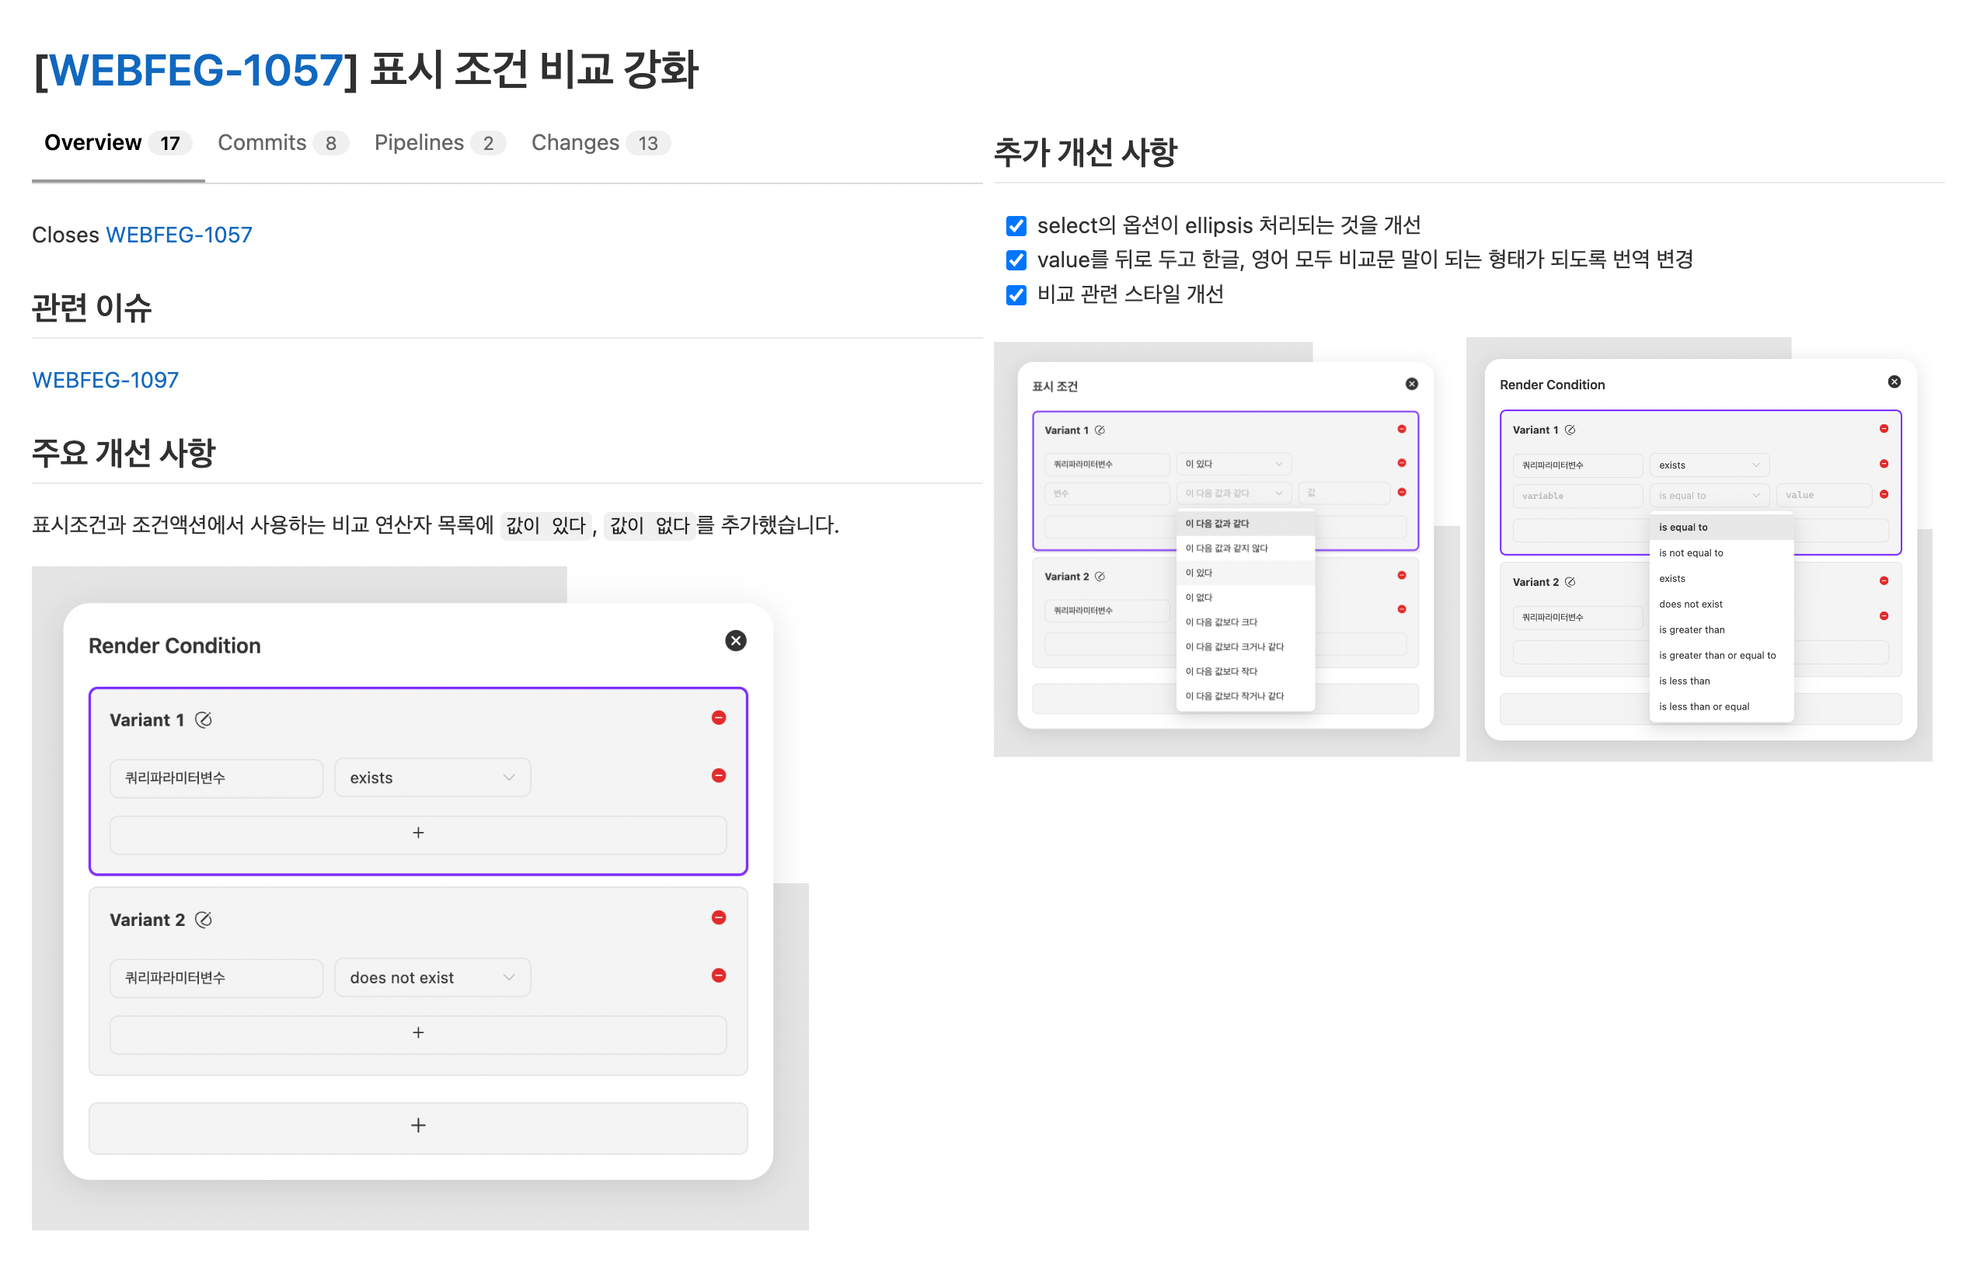 [WEBFEG-1057] 표시 조건 비교 강화
Overview 17 Commits 8 Pipelines 2 Changes 13
Closes WEBFEG-1057
관련 이슈
WEBFEG-1097
주요 개선 사항
표시조건과 조건액션에서 사용하는 비교 연산자 목록에 값이 있다, 값이 없다를 추가했습니다.
Render Condition
Variant 1
쿼리파라미터변수 exists
+
Variant 2
쿼리파라미터변수 does not exist
+
+
추가 개선 사항
select의 옵션이 ellipsis 처리되는 것을 개선
value를 뒤로 두고 한글, 영어 모두 비교문 말이 되는 형태가 되도록 번역 변경
비교 관련 스타일 개선
표시 조건
Variant 1
쿼리파라미터변수 이 있다
변수 이 다음 값과 같다 값
이 다음 값과 같다
이 다음 값과 같지 않다
이 있다
이 없다
이 다음 값보다 크다
이 다음 값보다 크거나 같다
이 다음 값보다 작다
이 다음 값보다 작거나 같다
Variant 2
쿼리파라미터변수
Render Condition
Variant 1
쿼리파라미터변수 exists
variable is equal to value
is equal to
is not equal to
exists
does not exist
is greater than
is greater than or equal to
is less than
is less than or equal
Variant 2
쿼리파라미터변수